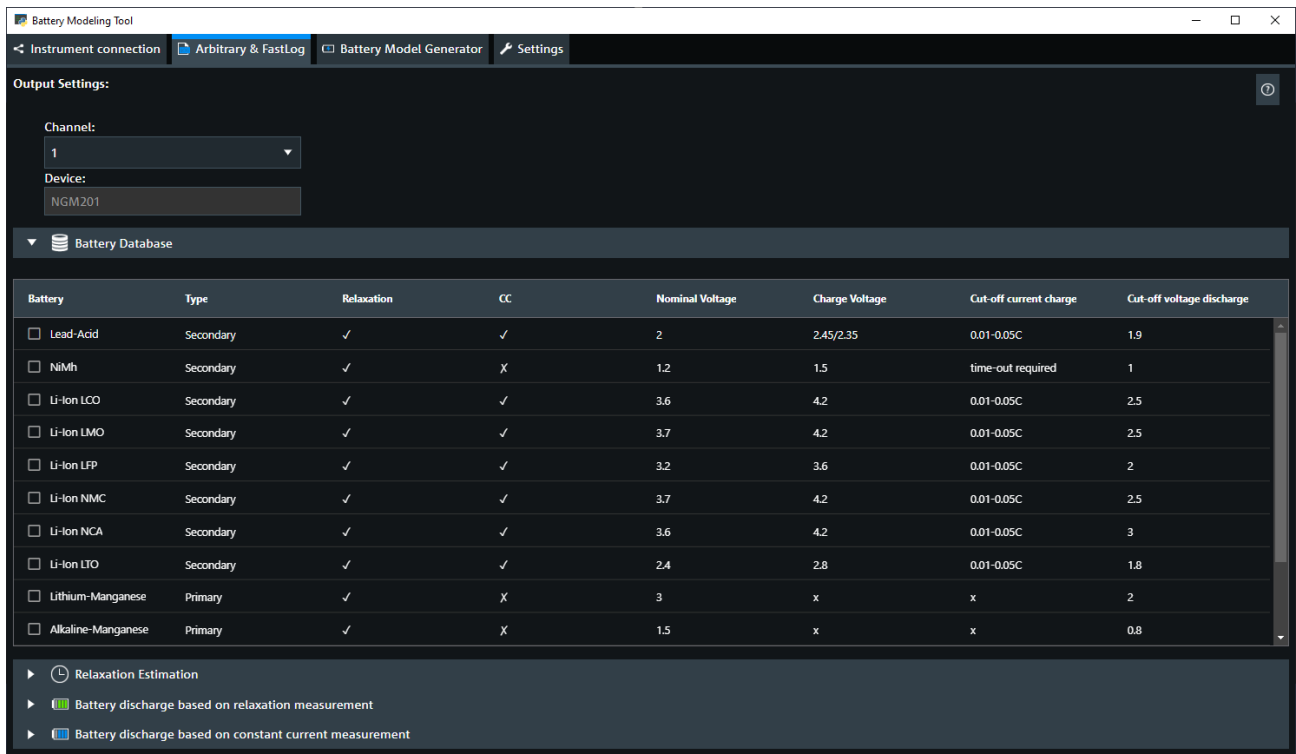 Battery Modeling Tool
Instrument connection Arbitrary & FastLog Battery Model Generator Settings
Output Settings:
Channel:
1
Device:
NGM201
Battery Database
Battery Type Relaxation CC Nominal Voltage Charge Voltage Cut-off current charge Cut-off voltage discharge
Lead-Acid Secondary ✓ ✓ 2 2.45/2.35 0.01-0.05C 1.9
NiMh Secondary ✓ ✗ 1.2 1.5 time-out required 1
Li-Ion LCO Secondary ✓ ✓ 3.6 4.2 0.01-0.05C 2.5
Li-Ion LMO Secondary ✓ ✓ 3.7 4.2 0.01-0.05C 2.5
Li-Ion LFP Secondary ✓ ✓ 3.2 3.6 0.01-0.05C 2
Li-Ion NMC Secondary ✓ ✓ 3.7 4.2 0.01-0.05C 2.5
Li-Ion NCA Secondary ✓ ✓ 3.6 4.2 0.01-0.05C 3
Li-Ion LTO Secondary ✓ ✓ 2.4 2.8 0.01-0.05C 1.8
Lithium-Manganese Primary ✓ ✗ 3 x x 2
Alkaline-Manganese Primary ✓ ✗ 1.5 x x 0.8
Relaxation Estimation
Battery discharge based on relaxation measurement
Battery discharge based on constant current measurement